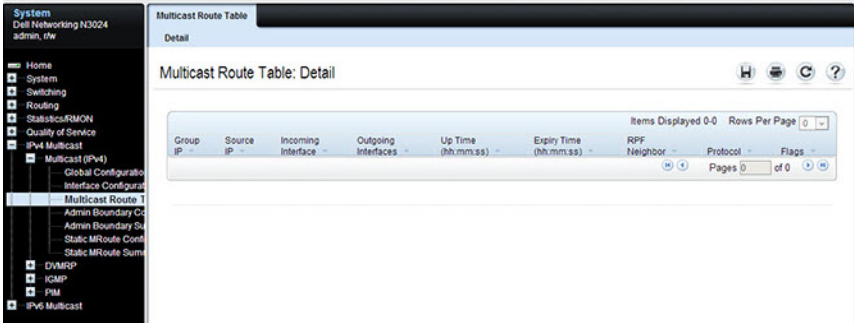 System
Dell Networking N3024
admin, r/w
Home
System
Switching
Routing
Statistics/RMON
Quality of Service
IPv4 Multicast
Multicast (IPv4)
Global Configuratio
Interface Configurat
Multicast Route T
Admin Boundary Co
Admin Boundary Su
Static MRoute Confi
Static MRoute Summ
DVMRP
IGMP
PIM
IPv6 Multicast
Multicast Route Table
Detail
Multicast Route Table: Detail
Items Displayed 0-0 Rows Per Page 0
Group IP
Source IP
Incoming Interface
Outgoing Interfaces
Up Time (hh:mm:ss)
Expiry Time (hh:mm:ss)
RPF Neighbor
Protocol
Flags
Pages 0 of 0